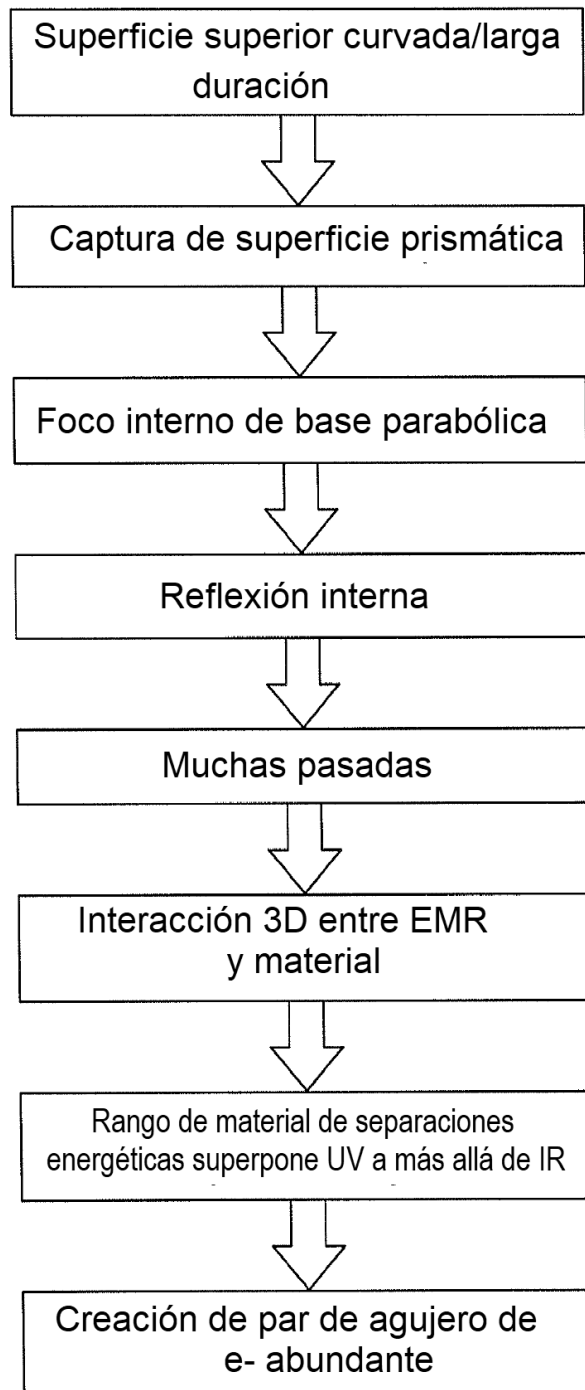 Superficie superior curvada/larga
duración
Captura de superficie prismática
Foco interno de base parabólica
Reflexión interna
Muchas pasadas
Interacción 3D entre EMR
y material
Rango de material de separaciones
energéticas superpone UV a más allá de IR
Creación de par de agujero de
e- abundante